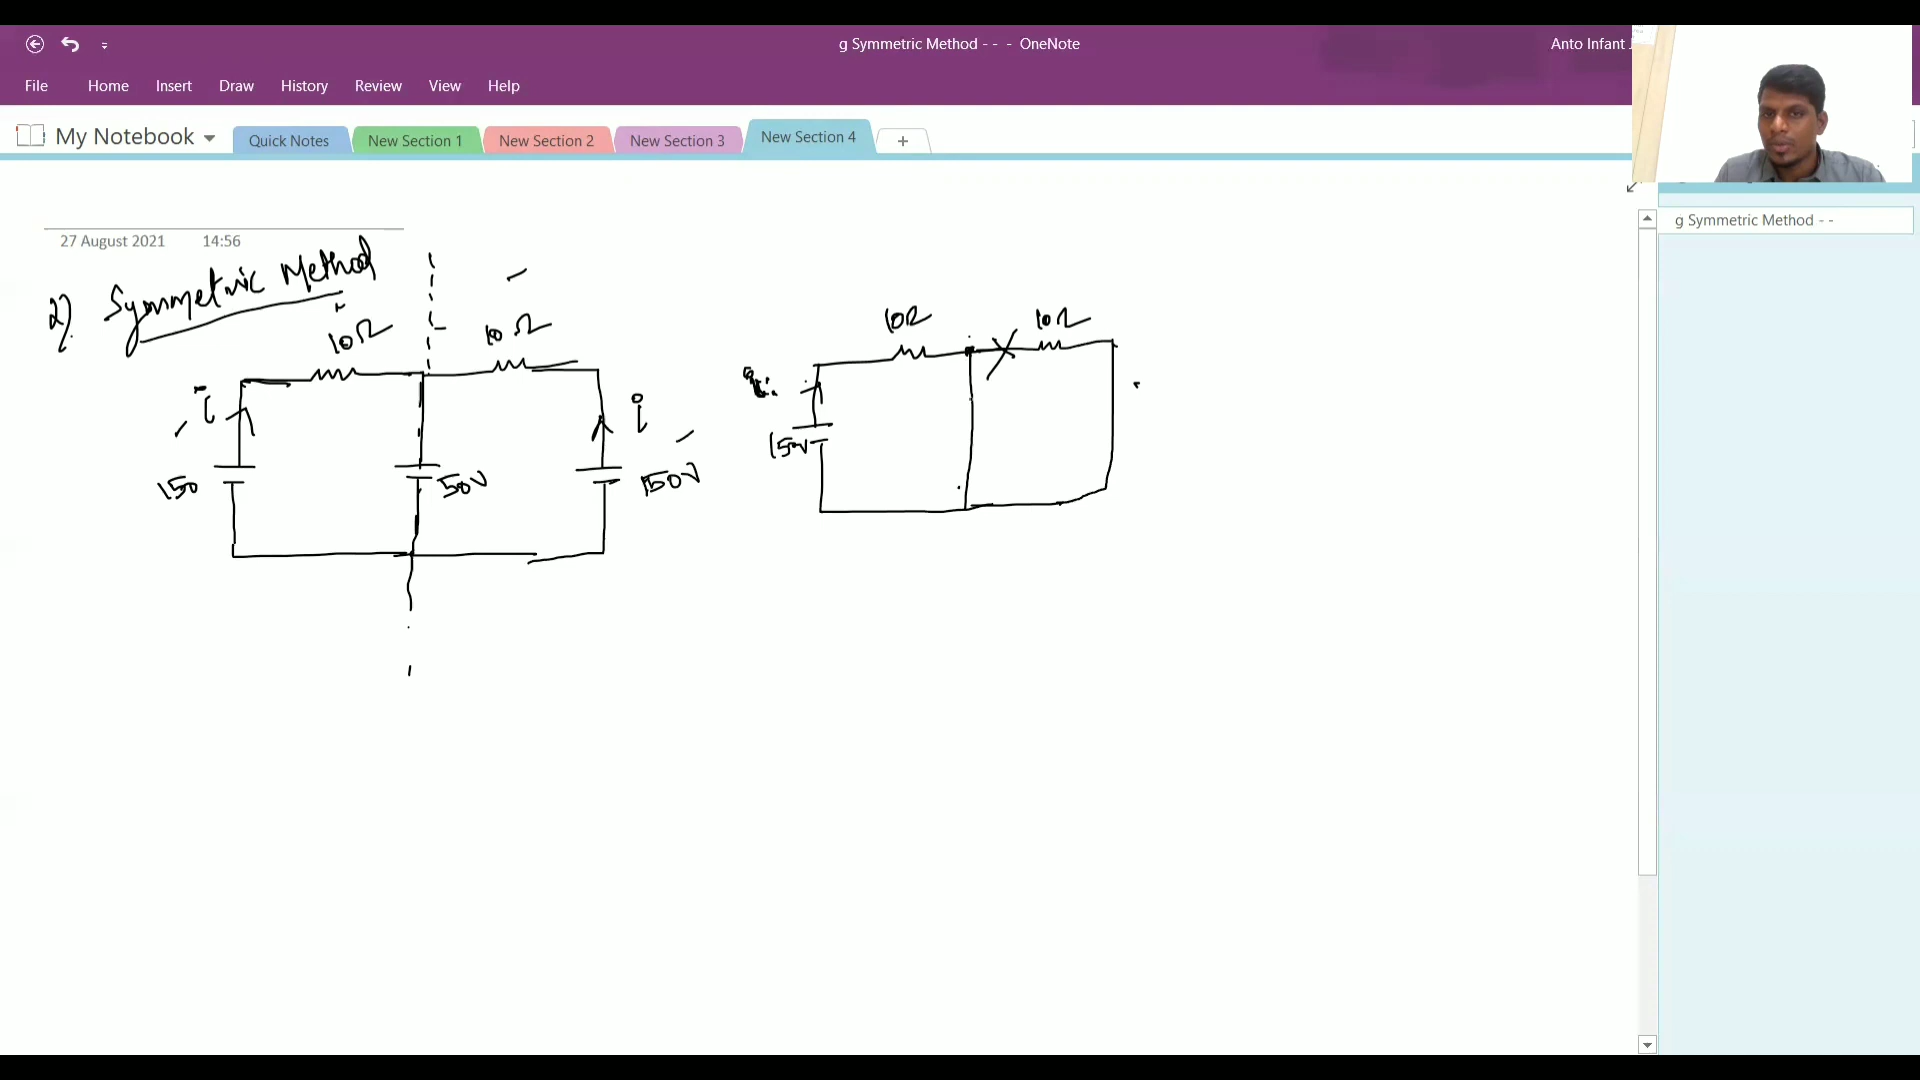 g Symmetric Method - - - OneNote
Anto Infant
File Home Insert Draw History Review View Help
My Notebook
Quick Notes
New Section 1
New Section 2
New Section 3
New Section 4
+
g Symmetric Method - -
27 August 2021 14:56
2) Symmetric Method
10Ω
10Ω
i
i
150
50V
150V
10Ω
10Ω
150V